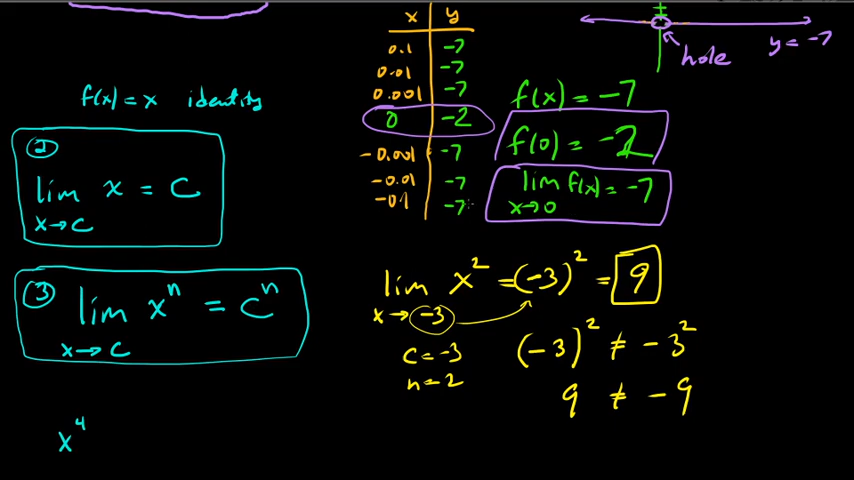 f(x) = x identity
②
lim x = c
x→c
③ lim xⁿ = cⁿ
x→c
x⁴
x y
0.1 -7
0.01 -7
0.001 -7
0 -2
-0.001 -7
-0.01 -7
-0.1 -7
hole
y = -7
f(x) = -7
f(0) = -2
lim f(x) = -7
x→0
lim x² = (-3)² = 9
x→ -3
c = -3
n = 2
(-3)² ≠ -3²
9 ≠ -9